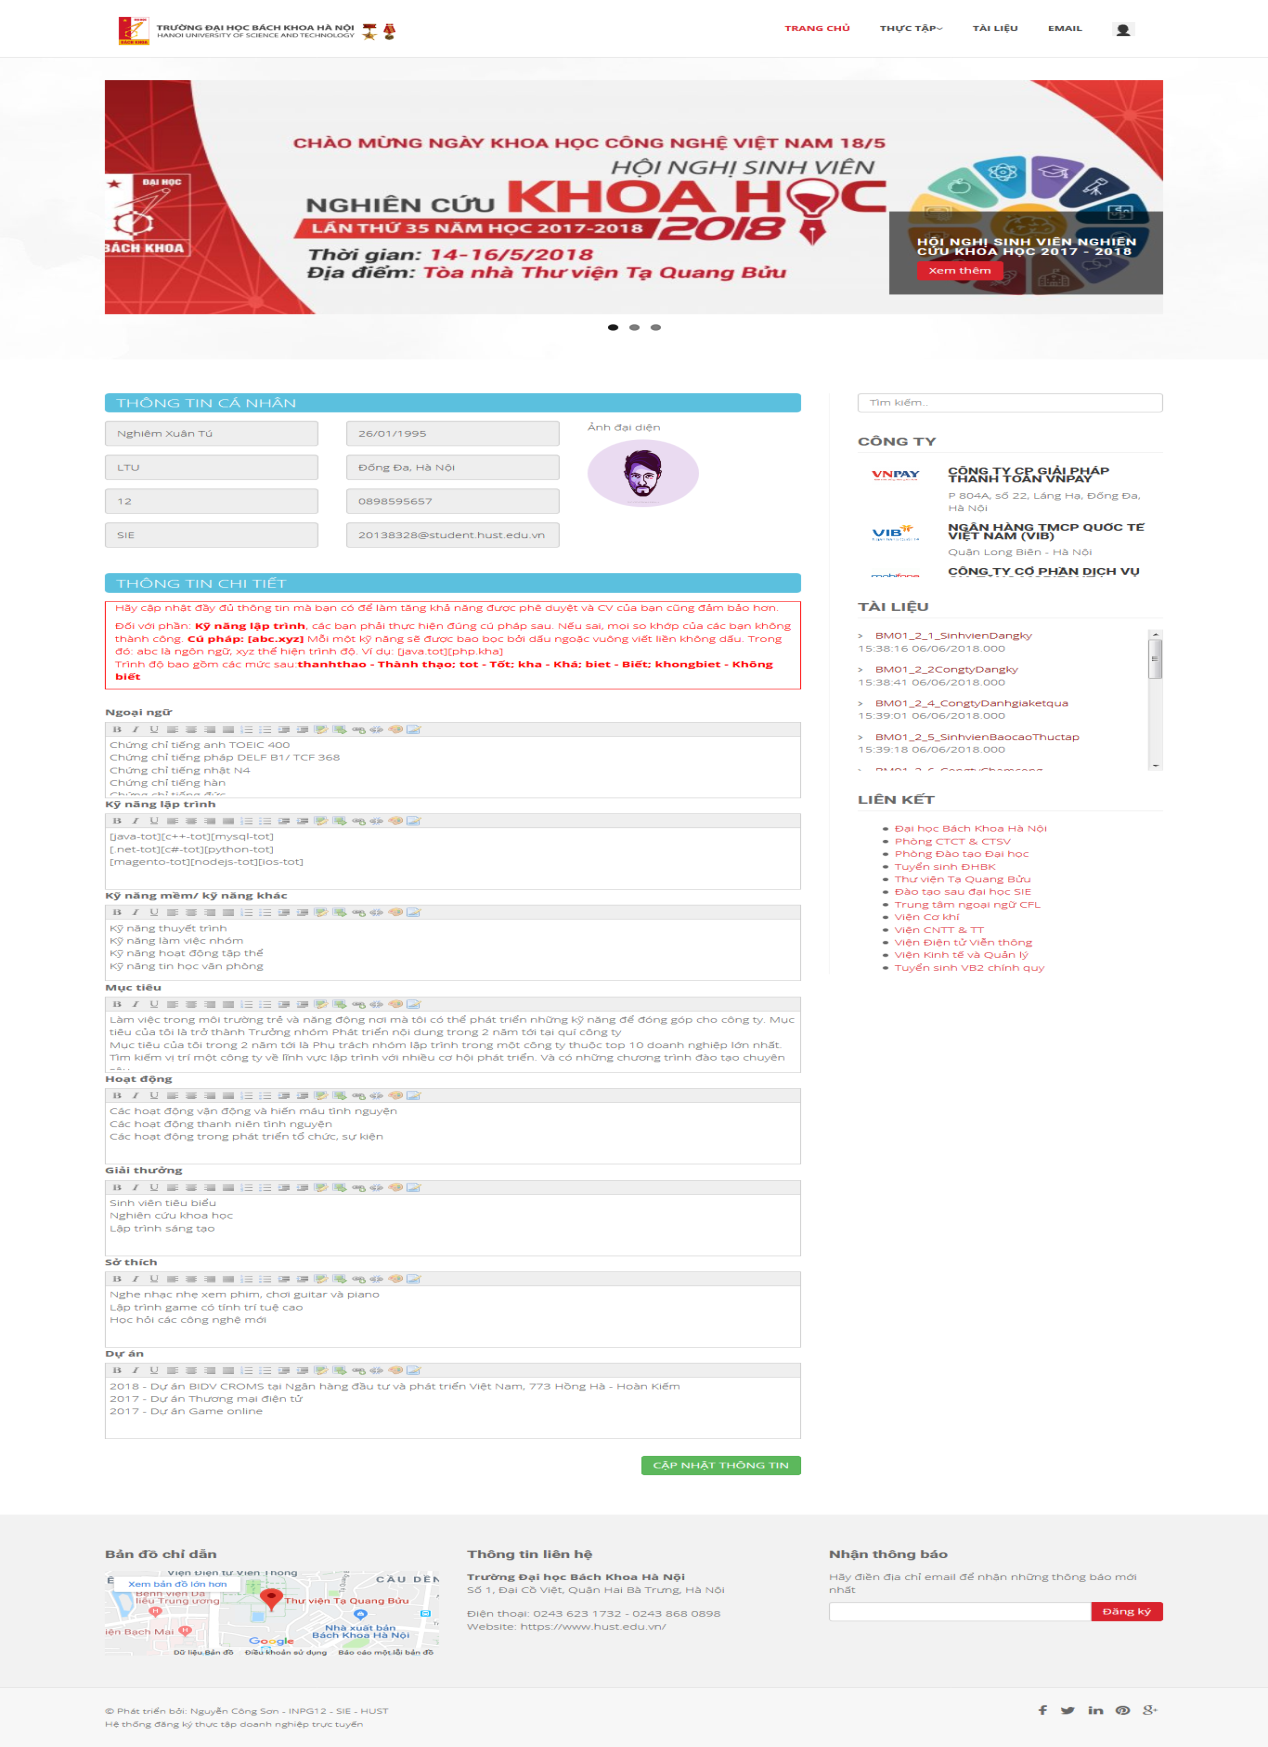 TRƯỜNG ĐẠI HỌC BÁCH KHOA HÀ NỘI
HANOI UNIVERSITY OF SCIENCE AND TECHNOLOGY
TRANG CHỦ THỰC TẬP TÀI LIỆU EMAIL
CHÀO MỪNG NGÀY KHOA HỌC CÔNG NGHỆ VIỆT NAM 18/5
HỘI NGHỊ SINH VIÊN
NGHIÊN CỨU KHOA HỌC
LẦN THỨ 35 NĂM HỌC 2017-2018 2018
Thời gian: 14-16/5/2018
Địa điểm: Tòa nhà Thư viện Tạ Quang Bửu
ĐẠI HỌC
BÁCH KHOA
HỘI NGHỊ SINH VIÊN NGHIÊN
CỨU KHOA HỌC 2017 - 2018
Xem thêm
THÔNG TIN CÁ NHÂN
Nghiêm Xuân Tú 26/01/1995 Ảnh đại diện
LTU Đống Đa, Hà Nội
12 0898595657
SIE 20138328@student.hust.edu.vn
THÔNG TIN CHI TIẾT
Hãy cập nhật đầy đủ thông tin mà bạn có để làm tăng khả năng được phê duyệt và CV của bạn cũng đảm bảo hơn.
Đối với phần: Kỹ năng lập trình, các bạn phải thực hiện đúng cú pháp sau. Nếu sai, mọi so khớp của các bạn không
thành công. Cú pháp: [abc.xyz] Mỗi một kỹ năng sẽ được bao bọc bởi dấu ngoặc vuông viết liền không dấu. Trong
đó: abc là ngôn ngữ, xyz thể hiện trình độ. Ví dụ: [java.tot][php.kha]
Trình độ bao gồm các mức sau:thanhthao - Thành thạo; tot - Tốt; kha - Khá; biet - Biết; khongbiet - Không
biết
Ngoại ngữ
Chứng chỉ tiếng anh TOEIC 400
Chứng chỉ tiếng pháp DELF B1/ TCF 368
Chứng chỉ tiếng nhật N4
Chứng chỉ tiếng hàn
Chứng chỉ tiếng đức
Kỹ năng lập trình
[java-tot][c++-tot][mysql-tot]
[.net-tot][c#-tot][python-tot]
[magento-tot][nodejs-tot][ios-tot]
Kỹ năng mềm/ kỹ năng khác
Kỹ năng thuyết trình
Kỹ năng làm việc nhóm
Kỹ năng hoạt động tập thể
Kỹ năng tin học văn phòng
Mục tiêu
Làm việc trong môi trường trẻ và năng động nơi mà tôi có thể phát triển những kỹ năng để đóng góp cho công ty. Mục
tiêu của tôi là trở thành Trưởng nhóm Phát triển nội dung trong 2 năm tới tại quí công ty
Mục tiêu của tôi trong 2 năm tới là Phụ trách nhóm lập trình trong một công ty thuộc top 10 doanh nghiệp lớn nhất.
Tìm kiếm vị trí một công ty về lĩnh vực lập trình với nhiều cơ hội phát triển. Và có những chương trình đào tạo chuyên
Hoạt động
Các hoạt động vận động và hiến máu tình nguyện
Các hoạt động thanh niên tình nguyện
Các hoạt động trong phát triển tổ chức, sự kiện
Giải thưởng
Sinh viên tiêu biểu
Nghiên cứu khoa học
Lập trình sáng tạo
Sở thích
Nghe nhạc nhẹ xem phim, chơi guitar và piano
Lập trình game có tính trí tuệ cao
Học hỏi các công nghệ mới
Dự án
2018 - Dự án BIDV CROMS tại Ngân hàng đầu tư và phát triển Việt Nam, 773 Hồng Hà - Hoàn Kiếm
2017 - Dự án Thương mại điện tử
2017 - Dự án Game online
CẬP NHẬT THÔNG TIN
Tìm kiếm..
CÔNG TY
VNPAY
CÔNG TY CP GIẢI PHÁP
THANH TOÁN VNPAY
P 804A, số 22, Láng Hạ, Đống Đa,
Hà Nội
VIB
NGÂN HÀNG TMCP QUỐC TẾ
VIỆT NAM (VIB)
Quận Long Biên - Hà Nội
mobifone
CÔNG TY CỔ PHẦN DỊCH VỤ
TÀI LIỆU
> BM01_2_1_SinhvienDangky
15:38:16 06/06/2018.000
> BM01_2_2CongtyDangky
15:38:41 06/06/2018.000
> BM01_2_4_CongtyDanhgiaketqua
15:39:01 06/06/2018.000
> BM01_2_5_SinhvienBaocaoThuctap
15:39:18 06/06/2018.000
> BM01_2_6_CongtyChamcong
LIÊN KẾT
Đại học Bách Khoa Hà Nội
Phòng CTCT & CTSV
Phòng Đào tạo Đại học
Tuyển sinh ĐHBK
Thư viện Tạ Quang Bửu
Đào tạo sau đại học SIE
Trung tâm ngoại ngữ CFL
Viện Cơ khí
Viện CNTT & TT
Viện Điện tử Viễn thông
Viện Kinh tế và Quản lý
Tuyển sinh VB2 chính quy
Bản đồ chỉ dẫn
Viện Điện tử Viễn Thông
Xem bản đồ lớn hơn
CẦU DỀN
Bệnh viện Da
liễu Trung ương
Thư viện Tạ Quang Bửu
Bạch Mai
Nhà xuất bản
Bách Khoa Hà Nội
Google
Dữ liệu Bản đồ Điều khoản sử dụng Báo cáo một lỗi bản đồ
Thông tin liên hệ
Trường Đại học Bách Khoa Hà Nội
Số 1, Đại Cồ Việt, Quận Hai Bà Trưng, Hà Nội
Điện thoại: 0243 623 1732 - 0243 868 0898
Website: https://www.hust.edu.vn/
Nhận thông báo
Hãy điền địa chỉ email để nhận những thông báo mới
nhất
Đăng ký
© Phát triển bởi: Nguyễn Công Sơn - INPG12 - SIE - HUST
Hệ thống đăng ký thực tập doanh nghiệp trực tuyến